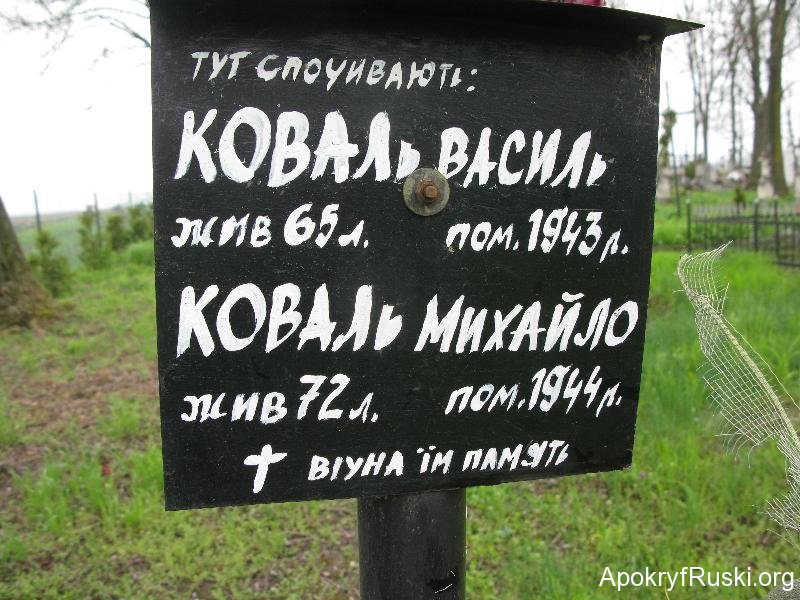 ТУТ СПОЧИВАЮТЬ:
КОВАЛЬ ВАСИЛЬ
ЖИВ 65 Л. ПОМ. 1943 Р.
КОВАЛЬ МИХАЙЛО
ЖИВ 72 Л. ПОМ. 1944 Р.
ВІЧНА ЇМ ПАМЯТЬ
ApokryfRuski.org